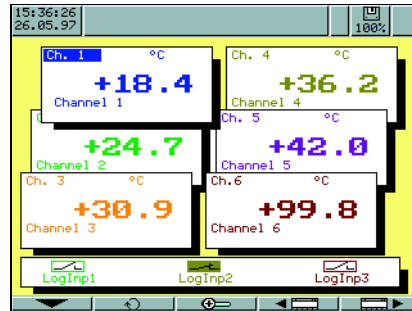 15:36:26
26.05.97
100%
Ch. 1 °C
+18.4
Channel 1
Ch. 4 °C
+36.2
Channel 4
+24.7
Channel 2
Ch. 5 °C
+42.0
Channel 5
Ch. 3 °C
+30.9
Channel 3
Ch.6 °C
+99.8
Channel 6
LogInp1 LogInp2 LogInp3